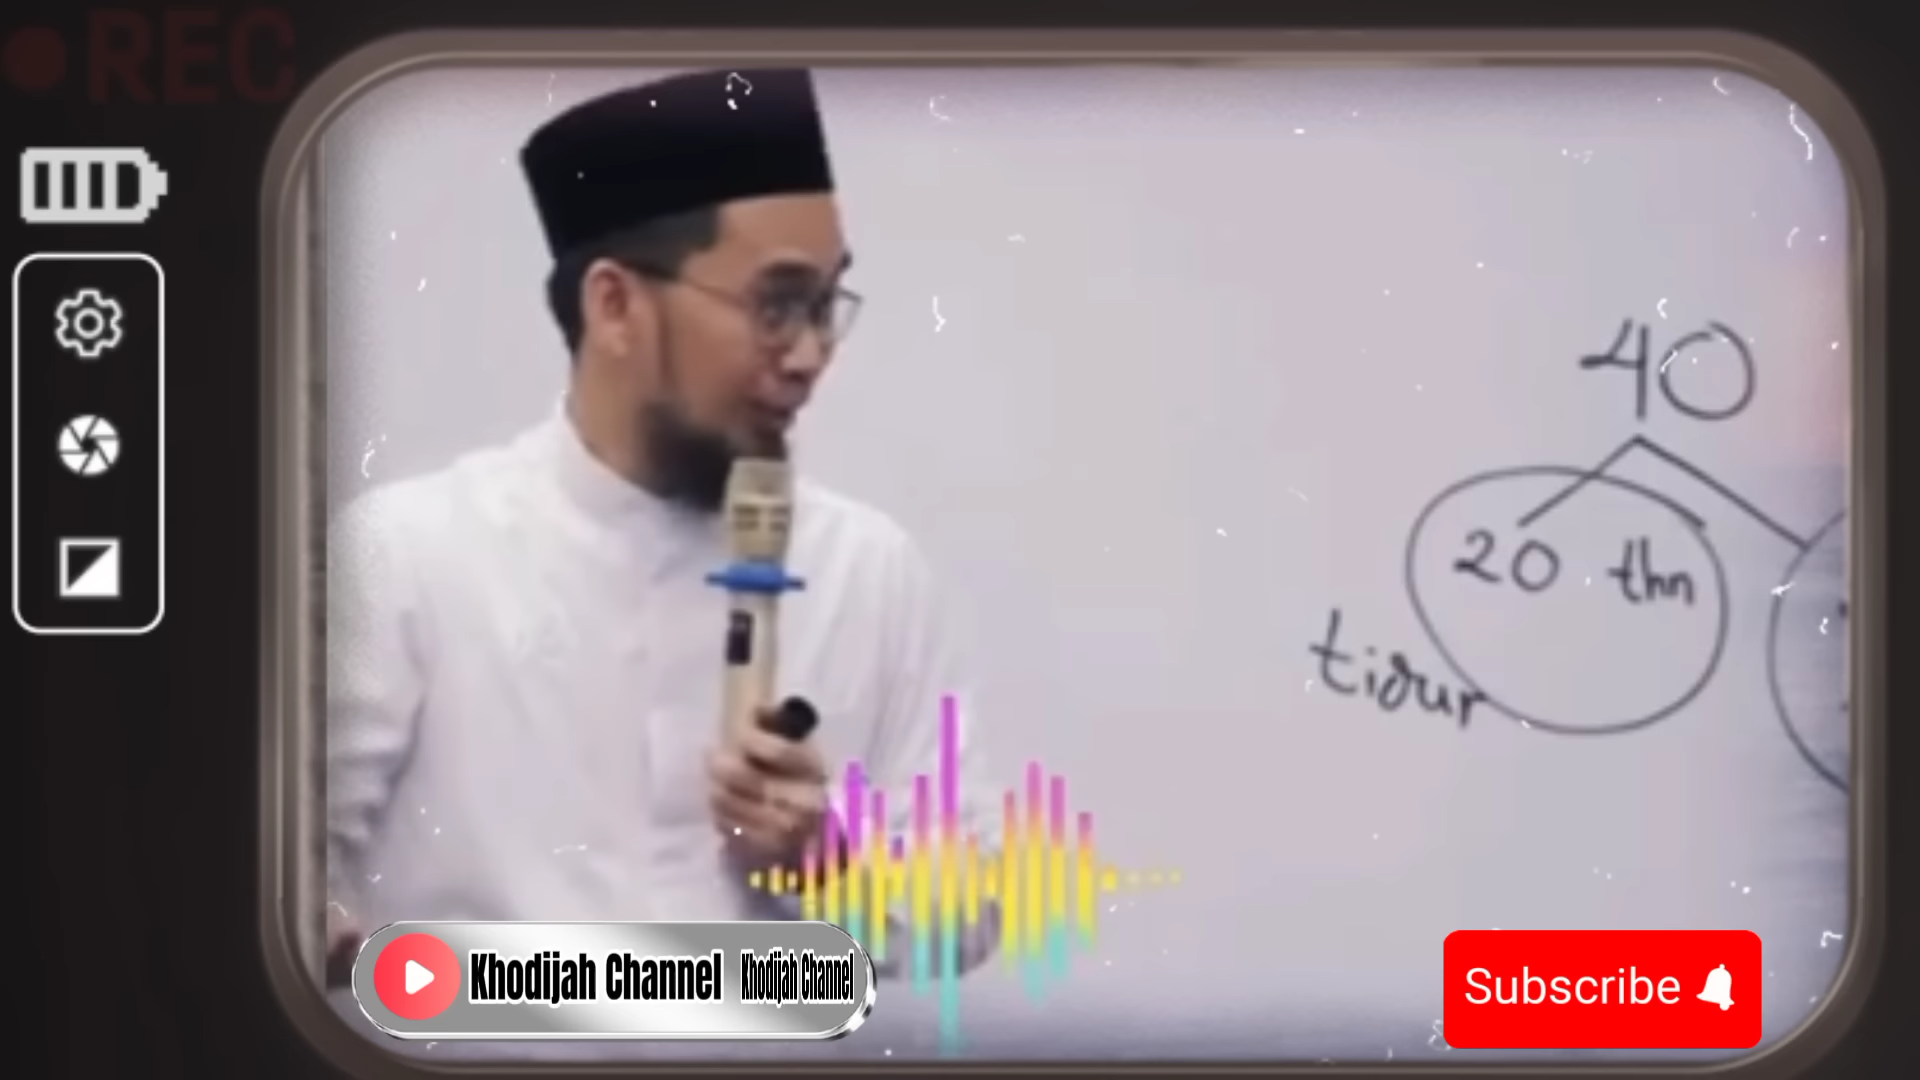 REC
40
20 thn
tidur
Khodijah Channel Khodijah Channel
Subscribe